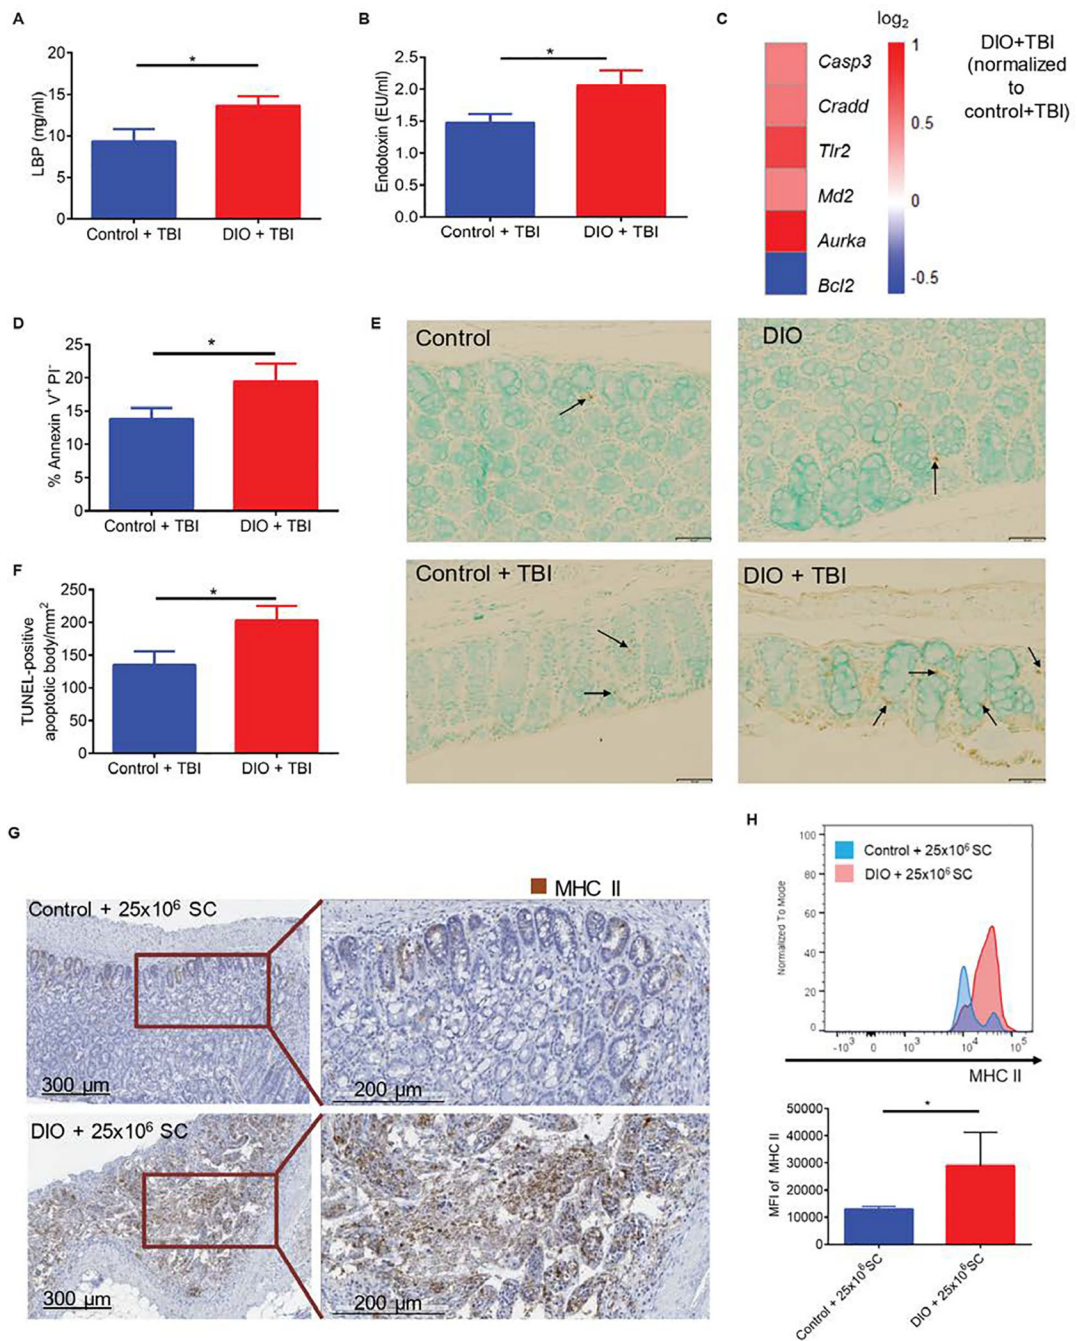 A
LBP (ng/ml)
20
15
10
5
0
*
Control + TBI
DIO + TBI
B
Endotoxin (EU/ml)
2.5
2.0
1.5
1.0
0.5
0.0
*
Control + TBI
DIO + TBI
C
log2
Casp3
Cradd
Tlr2
Md2
Aurka
Bcl2
1
0.5
0
-0.5
DIO+TBI
(normalized
to
control+TBI)
D
% Annexin V+ PI-
25
20
15
10
5
0
*
Control + TBI
DIO + TBI
E
Control
DIO
Control + TBI
DIO + TBI
F
TUNEL-positive
apoptotic body/mm2
250
200
150
100
50
0
*
Control + TBI
DIO + TBI
G
MHC II
Control + 25x10⁶ SC
300 µm
200 µm
DIO + 25x10⁶ SC
300 µm
200 µm
H
Normalized To Mode
100
80
60
40
20
0
Control + 25x10⁶ SC
DIO + 25x10⁶ SC
-10³
0
10³
10⁴
10⁵
MHC II
MFI of MHC II
50000
40000
30000
20000
10000
0
*
Control + 25x10⁶SC
DIO + 25x10⁶SC